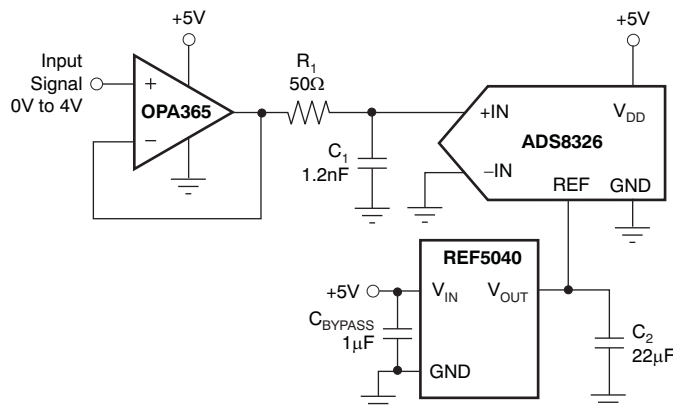 +5V
Input
Signal
0V to 4V
+
OPA365
–
R1
50Ω
C1
1.2nF
+5V
+IN
VDD
ADS8326
–IN
REF
GND
REF5040
+5V
VIN
VOUT
CBYPASS
1μF
GND
C2
22μF